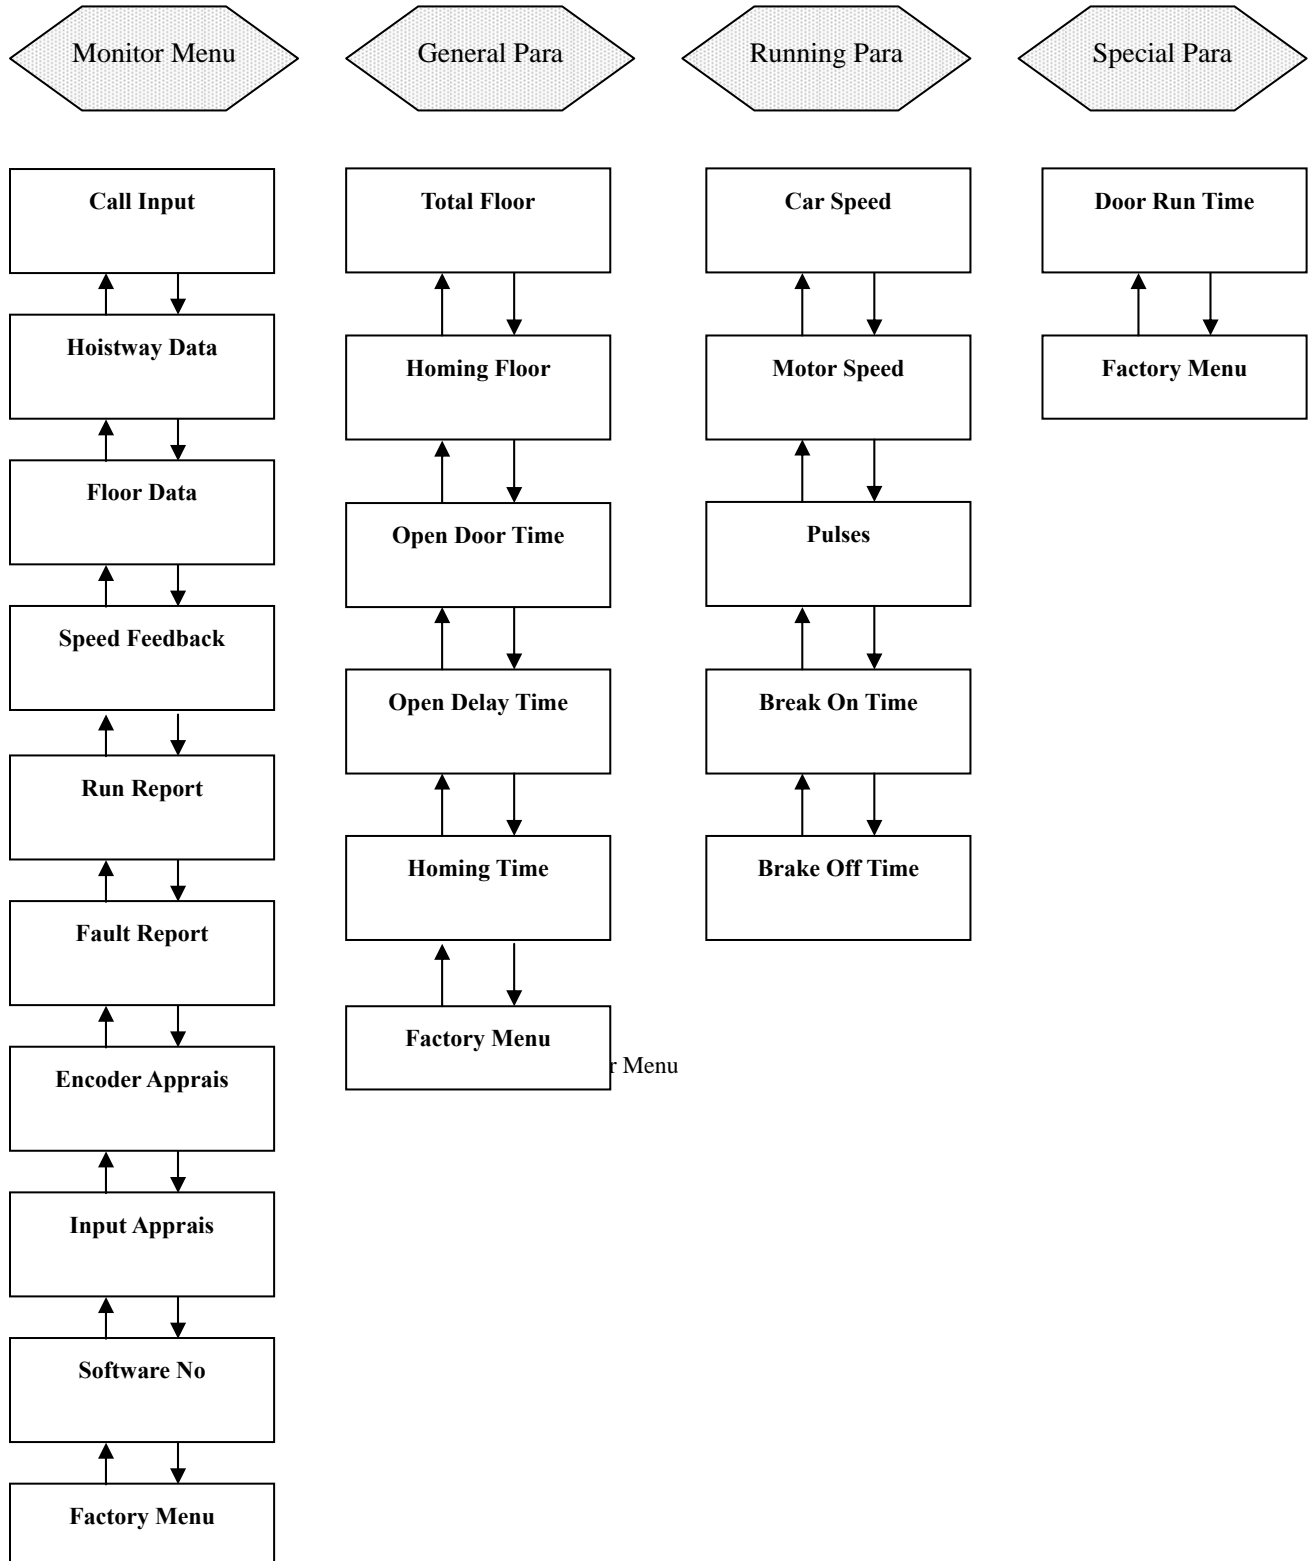 Monitor Menu
General Para
Running Para
Special Para
Call Input
Hoistway Data
Floor Data
Speed Feedback
Run Report
Fault Report
Encoder Apprais
Input Apprais
Software No
Factory Menu
Total Floor
Homing Floor
Open Door Time
Open Delay Time
Homing Time
Factory Menu
r Menu
Car Speed
Motor Speed
Pulses
Break On Time
Brake Off Time
Door Run Time
Factory Menu